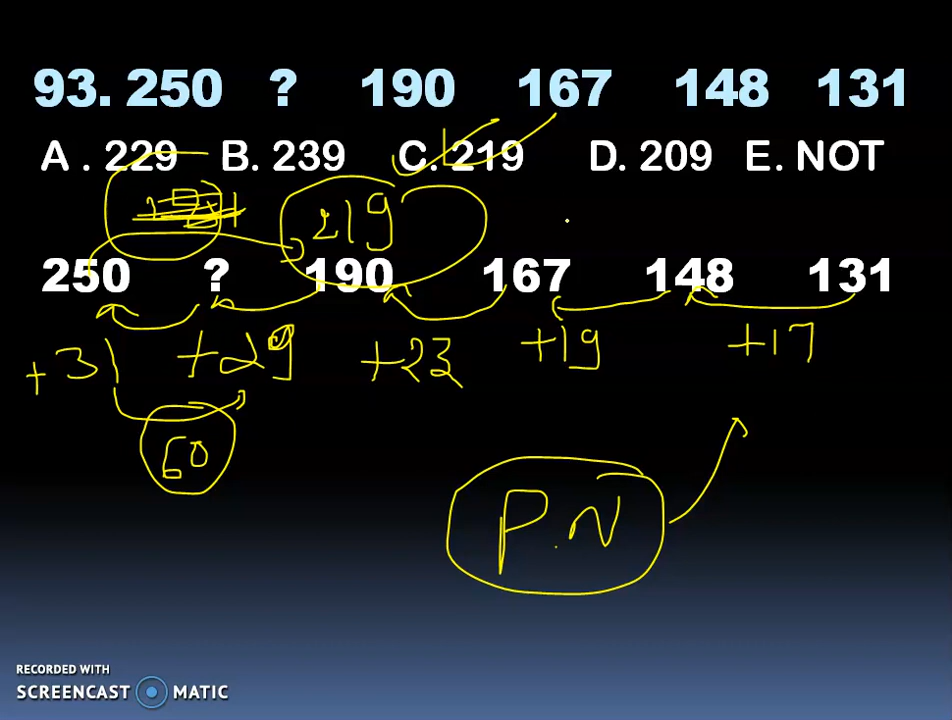 93. 250 ? 190 167 148 131
A . 229 B. 239 C. 219 D. 209 E. NOT
219
250 ? 190 167 148 131
+31 +29 +23 +19 +17
60
P.N
RECORDED WITH
SCREENCAST MATIC